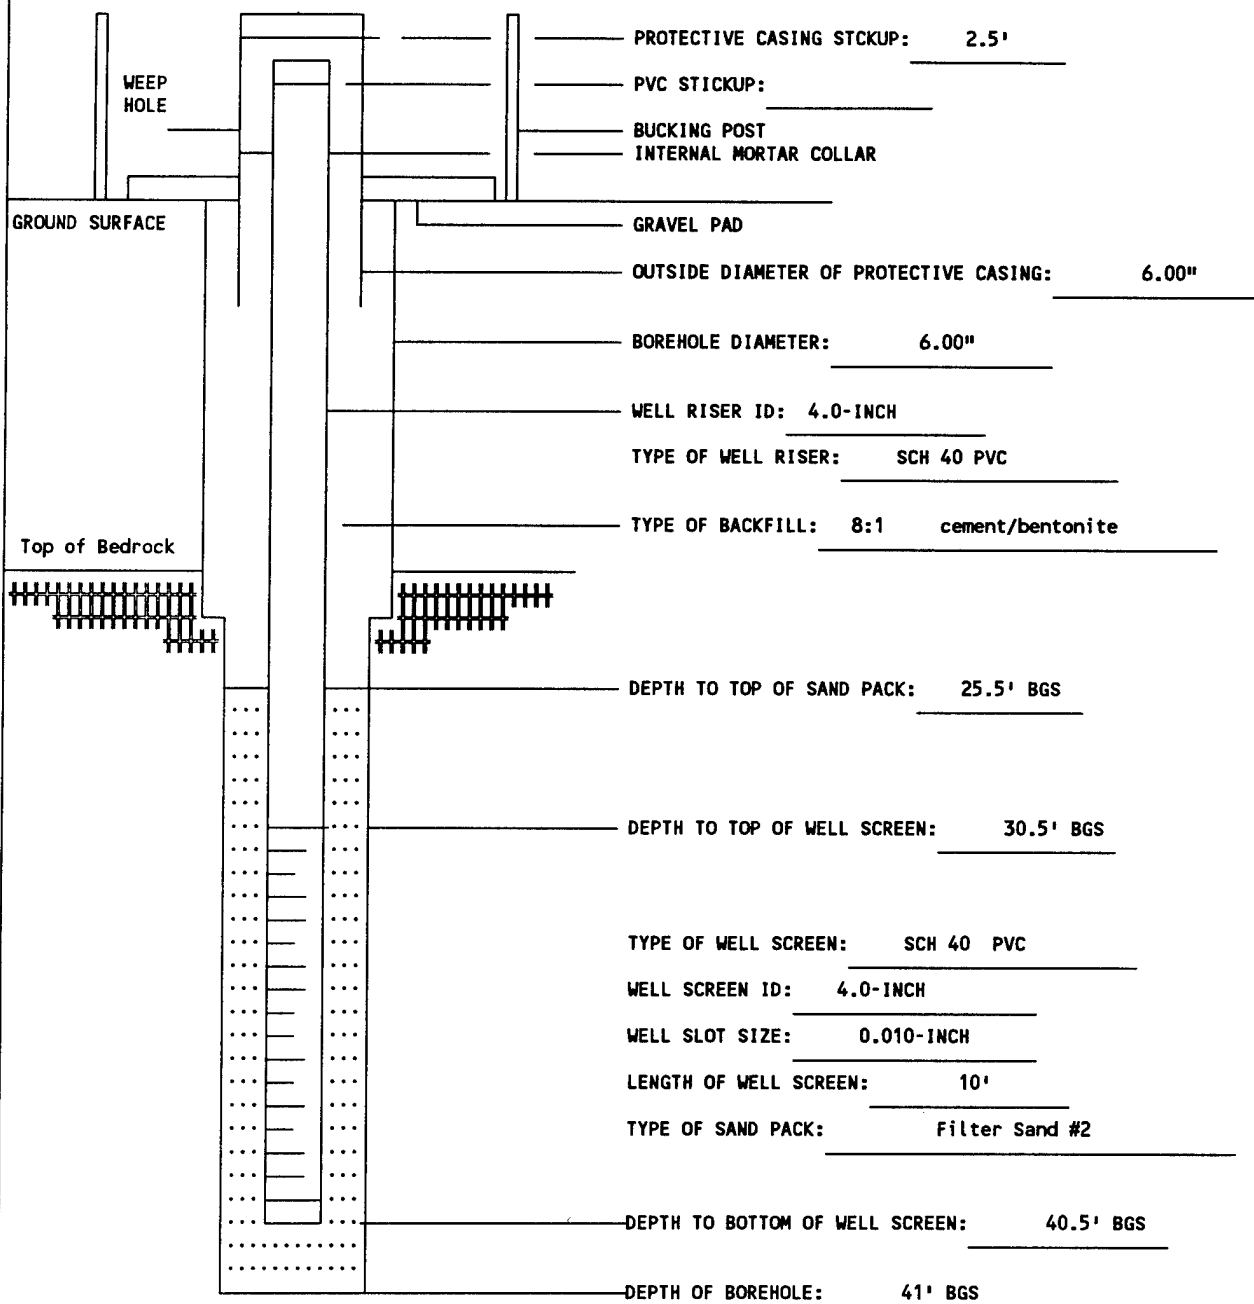 PROTECTIVE CASING STCKUP: 2.5'
WEEP
HOLE
PVC STICKUP:
BUCKING POST
INTERNAL MORTAR COLLAR
GROUND SURFACE
GRAVEL PAD
OUTSIDE DIAMETER OF PROTECTIVE CASING: 6.00"
BOREHOLE DIAMETER: 6.00"
WELL RISER ID: 4.0-INCH
TYPE OF WELL RISER: SCH 40 PVC
TYPE OF BACKFILL: 8:1 cement/bentonite
Top of Bedrock
DEPTH TO TOP OF SAND PACK: 25.5' BGS
DEPTH TO TOP OF WELL SCREEN: 30.5' BGS
TYPE OF WELL SCREEN: SCH 40 PVC
WELL SCREEN ID: 4.0-INCH
WELL SLOT SIZE: 0.010-INCH
LENGTH OF WELL SCREEN: 10'
TYPE OF SAND PACK: Filter Sand #2
DEPTH TO BOTTOM OF WELL SCREEN: 40.5' BGS
DEPTH OF BOREHOLE: 41' BGS